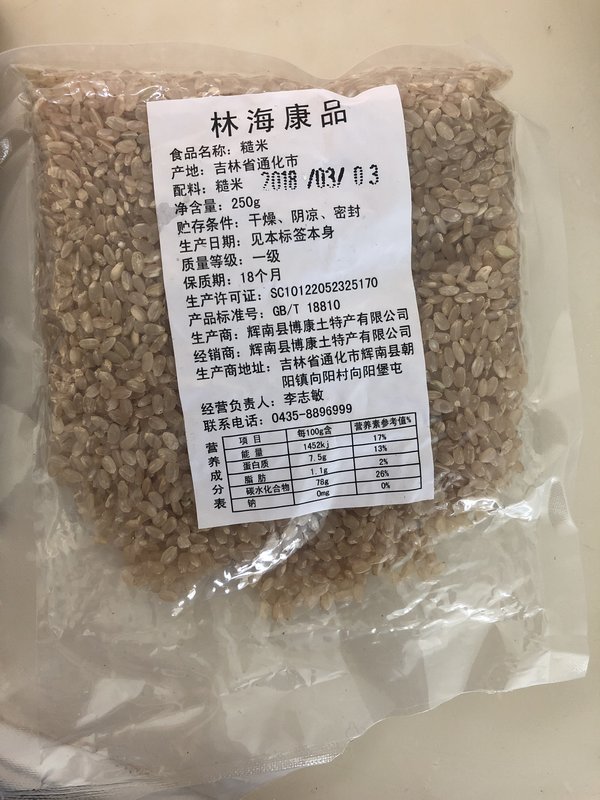 林海康品
食品名称：糙米
产地：吉林省通化市
配料：糙米 2018/03/03
净含量：250g
贮存条件：干燥、阴凉、密封
生产日期：见本标签本身
质量等级：一级
保质期：18个月
生产许可证：SC10122052325170
产品标准号：GB/T 18810
生产商：辉南县博康土特产有限公司
经销商：辉南县博康土特产有限公司
生产商地址：吉林省通化市辉南县朝
阳镇向阳村向阳堡屯
经营负责人：李志敏
联系电话：0435-8896999
营养成分表
项目 每100g含 营养素参考值%
能量 1452kj 17%
蛋白质 7.5g 13%
脂肪 1.1g 2%
碳水化合物 78g 26%
钠 0mg 0%